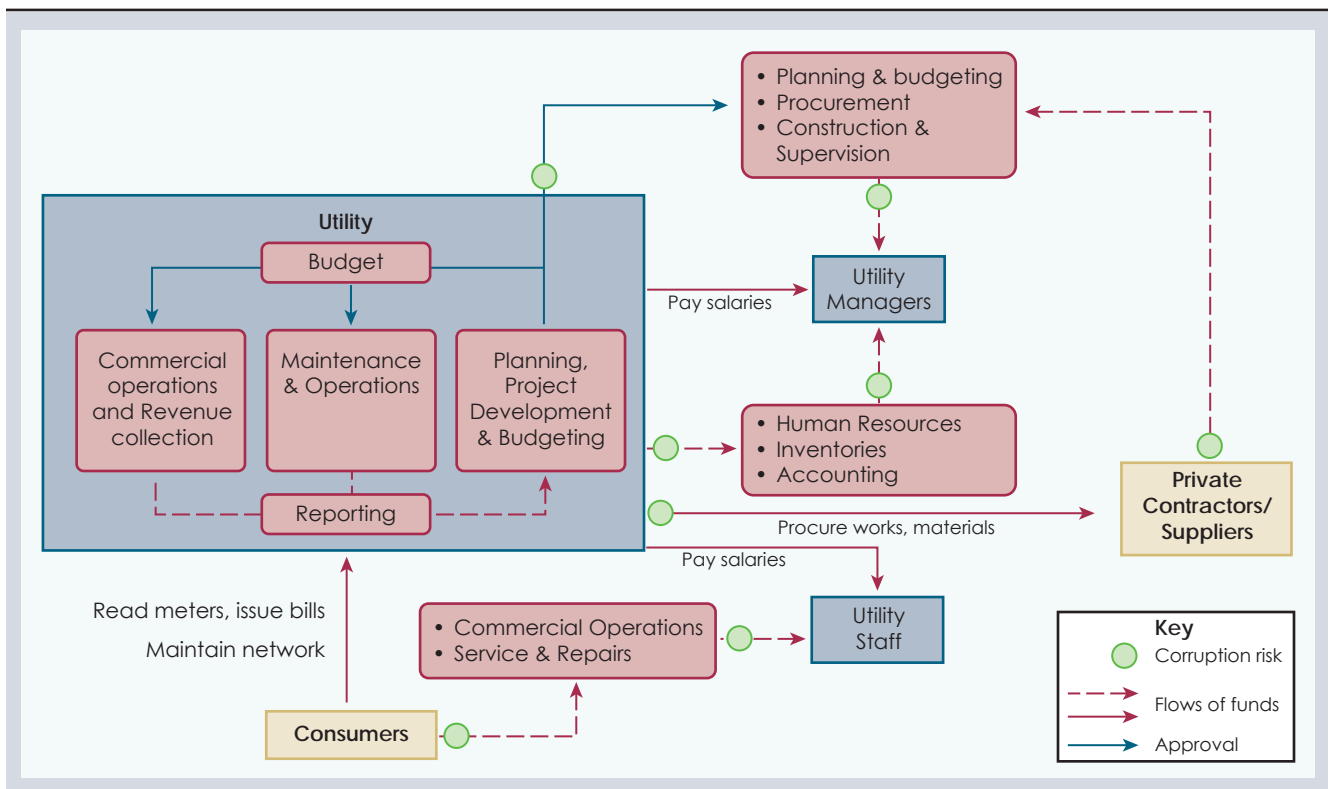 • Planning & budgeting
• Procurement
• Construction &
Supervision
Utility
Budget
Utility
Managers
Pay salaries
Commercial
operations
and Revenue
collection
Maintenance
& Operations
Planning,
Project
Development
& Budgeting
• Human Resources
• Inventories
• Accounting
Reporting
Private
Contractors/
Suppliers
Procure works, materials
Pay salaries
Read meters, issue bills
Maintain network
• Commercial Operations
• Service & Repairs
Utility
Staff
Consumers
Key
Corruption risk
Flows of funds
Approval